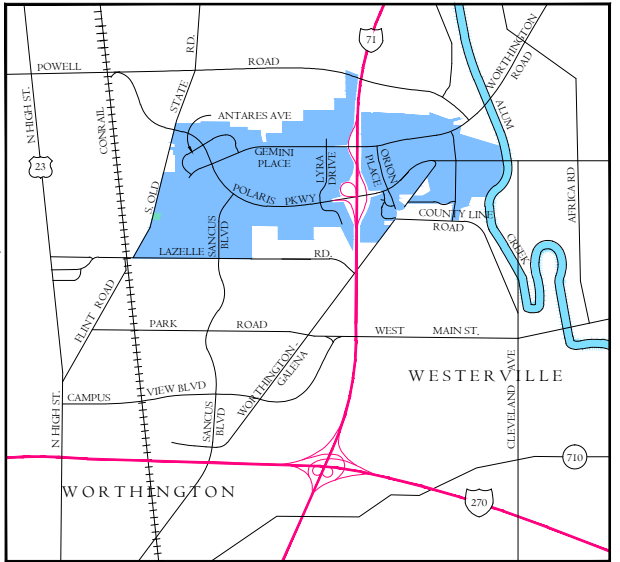 POWELL ROAD
N HIGH ST.
CONRAIL
STATE RD.
71
WORTHINGTON ROAD
ALUM
ANTARES AVE
GEMINI PLACE
LYRA DRIVE
ORION PLACE
23
S. OLD
POLARIS PKWY
AFRICA RD
SANCUS BLVD
COUNTY LINE ROAD
CREEK
LAZELLE RD.
FLINT ROAD
PARK ROAD
WEST MAIN ST.
WORTHINGTON - GALENA
WESTERVILLE
CAMPUS VIEW BLVD
N HIGH ST.
SANCUS BLVD
CLEVELAND AVE
710
WORTHINGTON
270